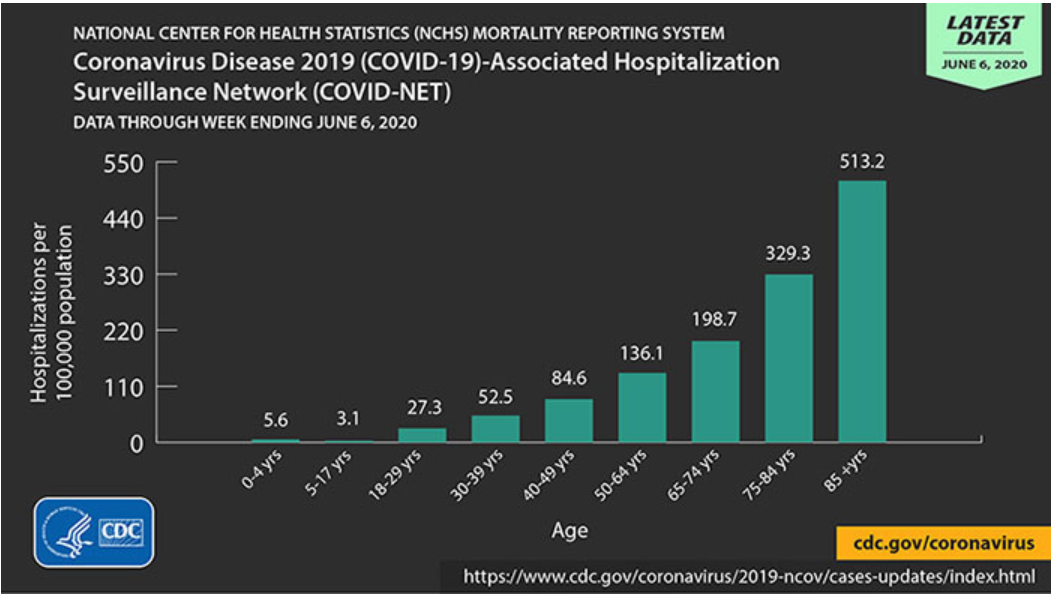 NATIONAL CENTER FOR HEALTH STATISTICS (NCHS) MORTALITY REPORTING SYSTEM
Coronavirus Disease 2019 (COVID-19)-Associated Hospitalization
Surveillance Network (COVID-NET)
DATA THROUGH WEEK ENDING JUNE 6, 2020
LATEST
DATA
JUNE 6, 2020
Hospitalizations per
100,000 population
550
440
330
220
110
0
5.6
3.1
27.3
52.5
84.6
136.1
198.7
329.3
513.2
0-4 yrs
5-17 yrs
18-29 yrs
30-39 yrs
40-49 yrs
50-64 yrs
65-74 yrs
75-84 yrs
85 +yrs
Age
CDC
cdc.gov/coronavirus
https://www.cdc.gov/coronavirus/2019-ncov/cases-updates/index.html